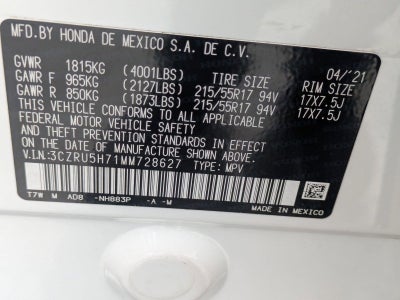 MFD.BY HONDA DE MEXICO S.A. DE C.V.
GVWR 1815KG (4001LBS) TIRE SIZE 04/'21 RIM SIZE
GAWR F 965KG (2127LBS) 215/55R17 94V 17X7.5J
GAWR R 850KG (1873LBS) 215/55R17 94V 17X7.5J
THIS VEHICLE CONFORMS TO ALL APPLICABLE
FEDERAL MOTOR VEHICLE SAFETY AND
THEFT PREVENTION STANDARDS IN EFFECT
ON THE DATE OF MANUFACTURE SHOWN ABOVE.
V.I.N:3CZRU5H71MM728627 TYPE: MPV
T7W M AD8 -NH883P -A -M MADE IN MEXICO